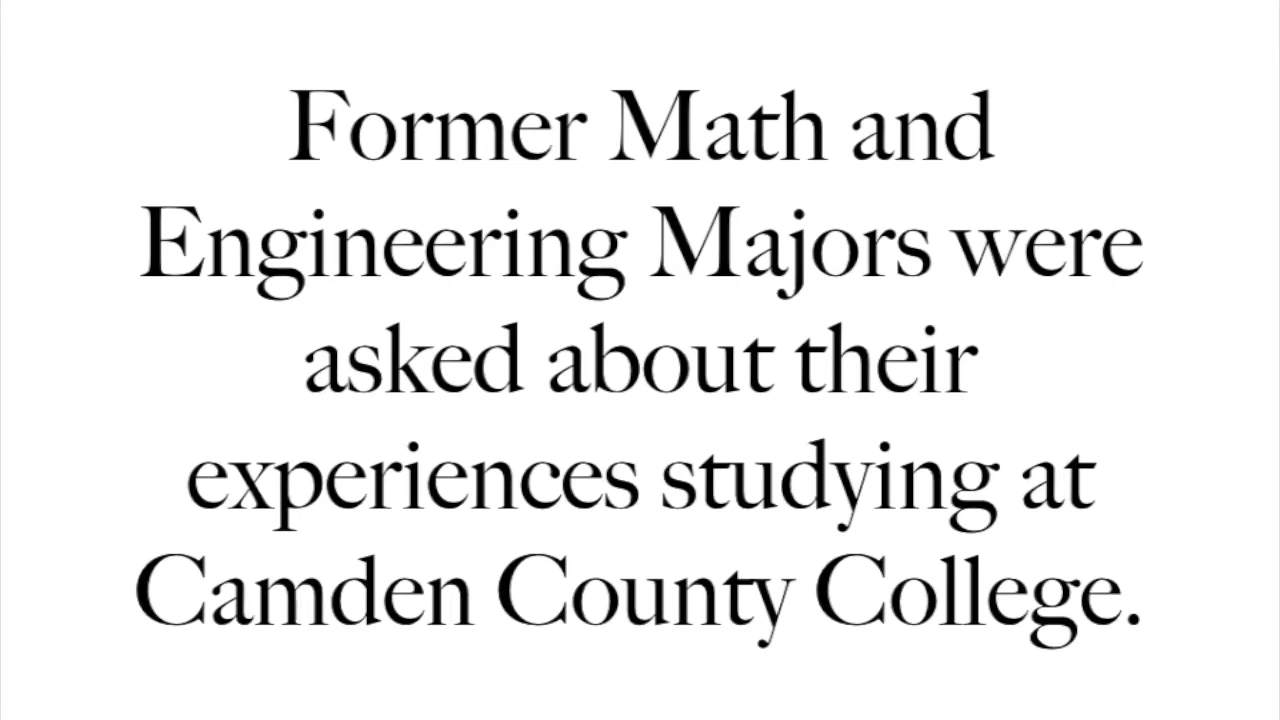 Former Math and
Engineering Majors were
asked about their
experiences studying at
Camden County College.